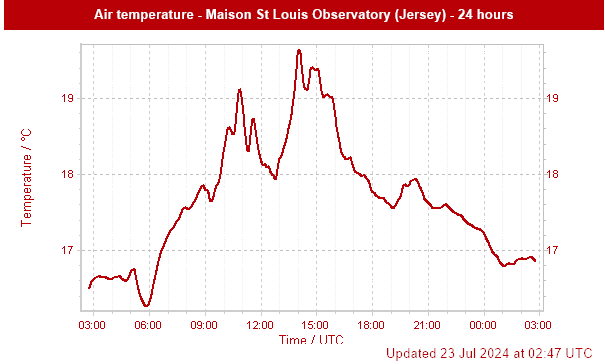 Air temperature - Maison St Louis Observatory (Jersey) - 24 hours
Temperature / °C
19 19
18 18
17 17
03:00 06:00 09:00 12:00 15:00 18:00 21:00 00:00 03:00
Time / UTC
Updated 23 Jul 2024 at 02:47 UTC